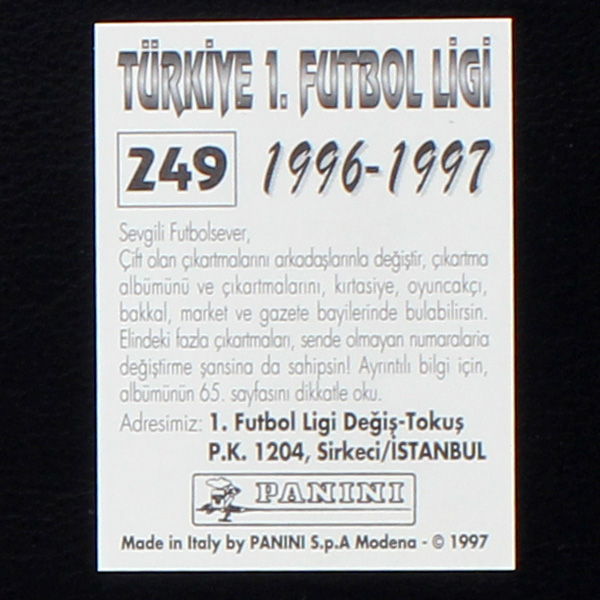 TÜRKİYE 1. FUTBOL LİGİ
249 1996-1997
Sevgili Futbolsever,
Çift olan çıkartmalarını arkadaşlarınla değiştir, çıkartma
albümünü ve çıkartmalarını, kırtasiye, oyuncakçı,
bakkal, market ve gazete bayilerinde bulabilirsin.
Elindeki fazla çıkartmaları, sende olmayan numaralarla
değiştirme şansına da sahipsin! Ayrıntılı bilgi için,
albümünün 65. sayfasını dikkatle oku.
Adresimiz: 1. Futbol Ligi Değiş-Tokuş
P.K. 1204, Sirkeci/İSTANBUL
PANINI
Made in Italy by PANINI S.p.A Modena - © 1997